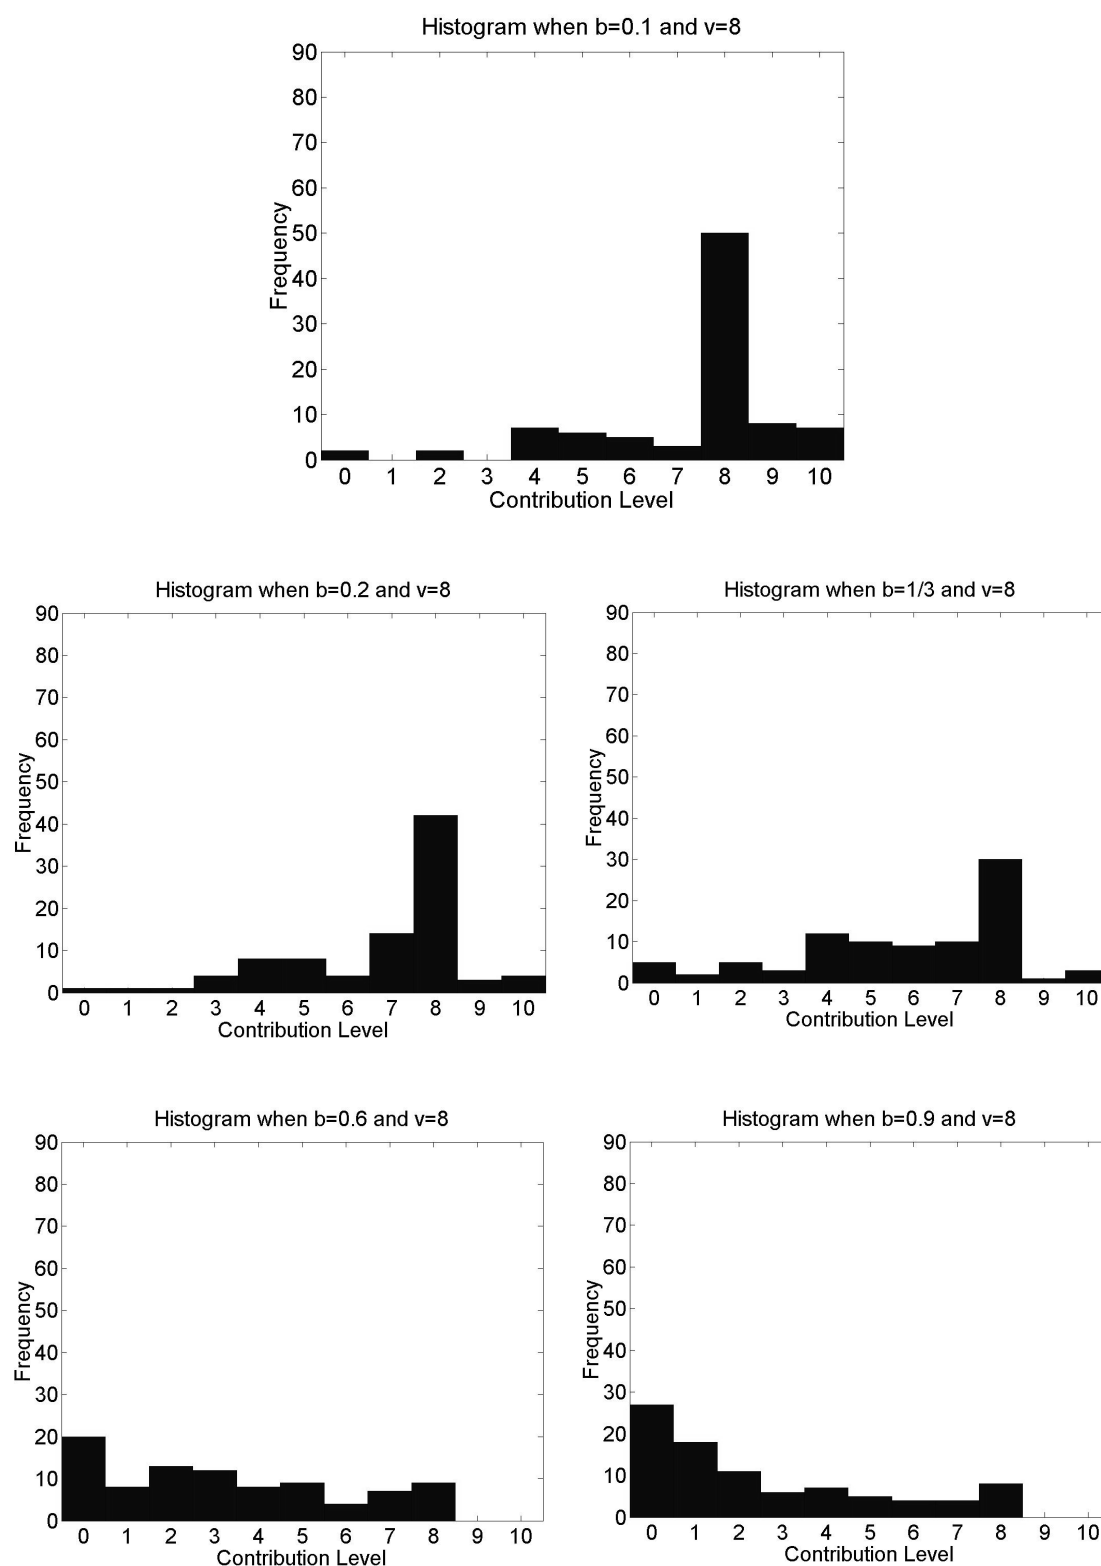 Histogram when b=0.1 and v=8
90
80
70
60
50
40
30
20
10
0
Frequency
0 1 2 3 4 5 6 7 8 9 10
Contribution Level
Histogram when b=0.2 and v=8
90
80
70
60
50
40
30
20
10
0
Frequency
0 1 2 3 4 5 6 7 8 9 10
Contribution Level
Histogram when b=1/3 and v=8
90
80
70
60
50
40
30
20
10
0
Frequency
0 1 2 3 4 5 6 7 8 9 10
Contribution Level
Histogram when b=0.6 and v=8
90
80
70
60
50
40
30
20
10
0
Frequency
0 1 2 3 4 5 6 7 8 9 10
Contribution Level
Histogram when b=0.9 and v=8
90
80
70
60
50
40
30
20
10
0
Frequency
0 1 2 3 4 5 6 7 8 9 10
Contribution Level